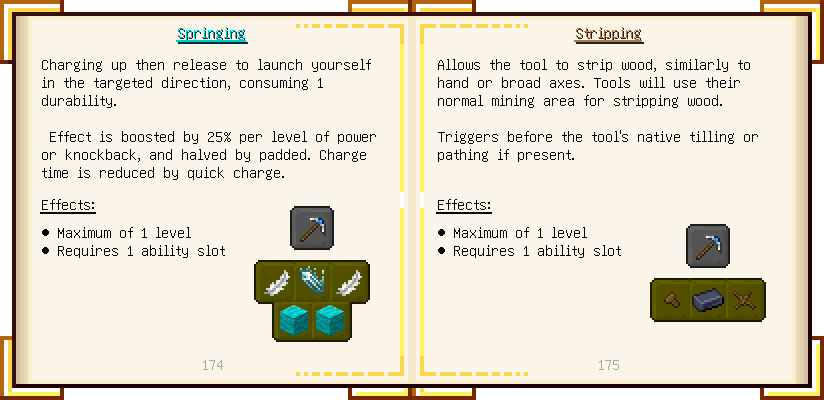 Springing
Charging up then release to launch yourself
in the targeted direction, consuming 1
durability.
Effect is boosted by 25% per level of power
or knockback, and halved by padded. Charge
time is reduced by quick charge.
Effects:
● Maximum of 1 level
● Requires 1 ability slot
174
Stripping
Allows the tool to strip wood, similarly to
hand or broad axes. Tools will use their
normal mining area for stripping wood.
Triggers before the tool's native tilling or
pathing if present.
Effects:
● Maximum of 1 level
● Requires 1 ability slot
175